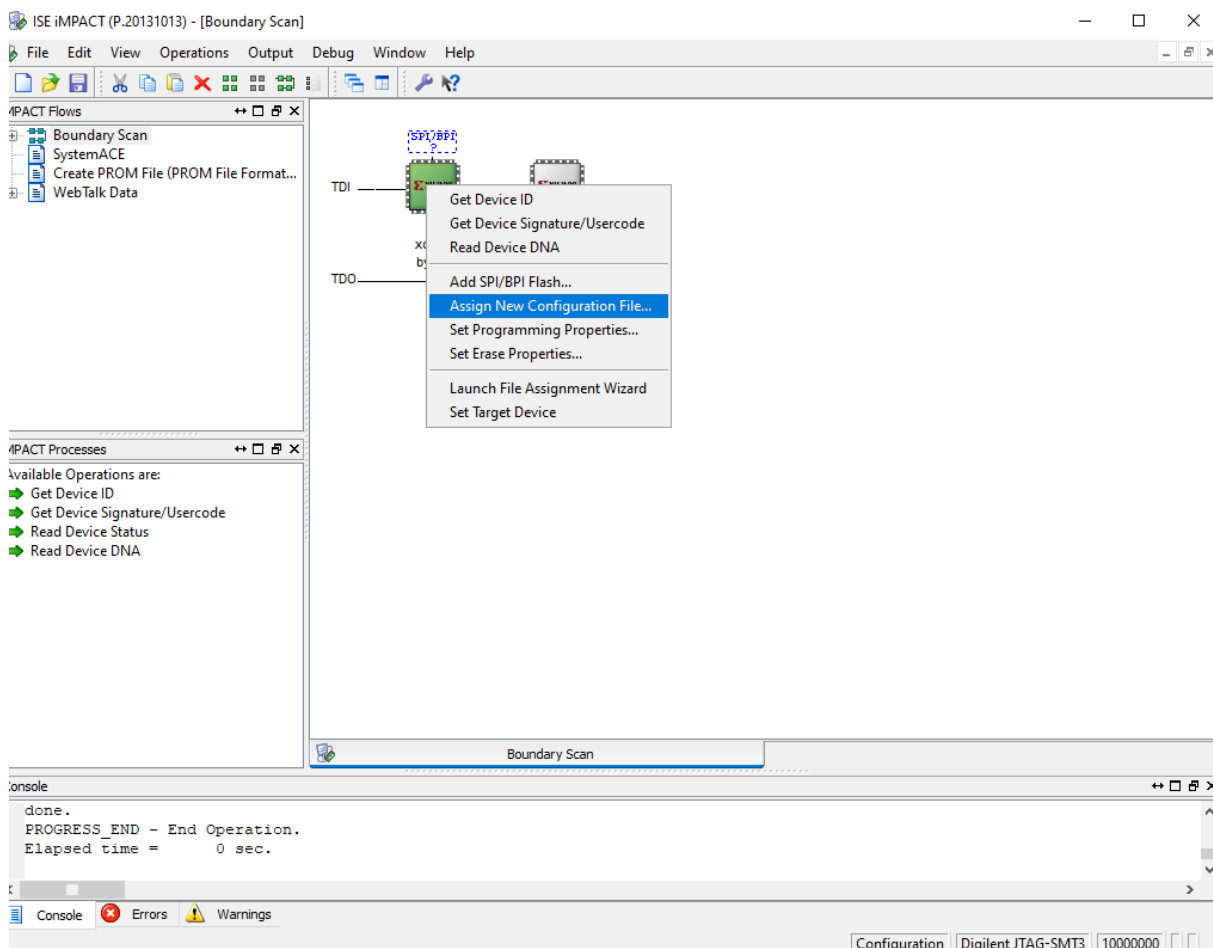 ISE iMPACT (P.20131013) - [Boundary Scan]
File Edit View Operations Output Debug Window Help
MPACT Flows
Boundary Scan
SystemACE
Create PROM File (PROM File Format...
WebTalk Data
SPI/BPI
?
TDI
TDO
Get Device ID
Get Device Signature/Usercode
Read Device DNA
Add SPI/BPI Flash...
Assign New Configuration File...
Set Programming Properties...
Set Erase Properties...
Launch File Assignment Wizard
Set Target Device
MPACT Processes
Available Operations are:
Get Device ID
Get Device Signature/Usercode
Read Device Status
Read Device DNA
Boundary Scan
Console
done.
PROGRESS_END - End Operation.
Elapsed time = 0 sec.
Console Errors Warnings
Configuration Digilent JTAG-SMT3 10000000